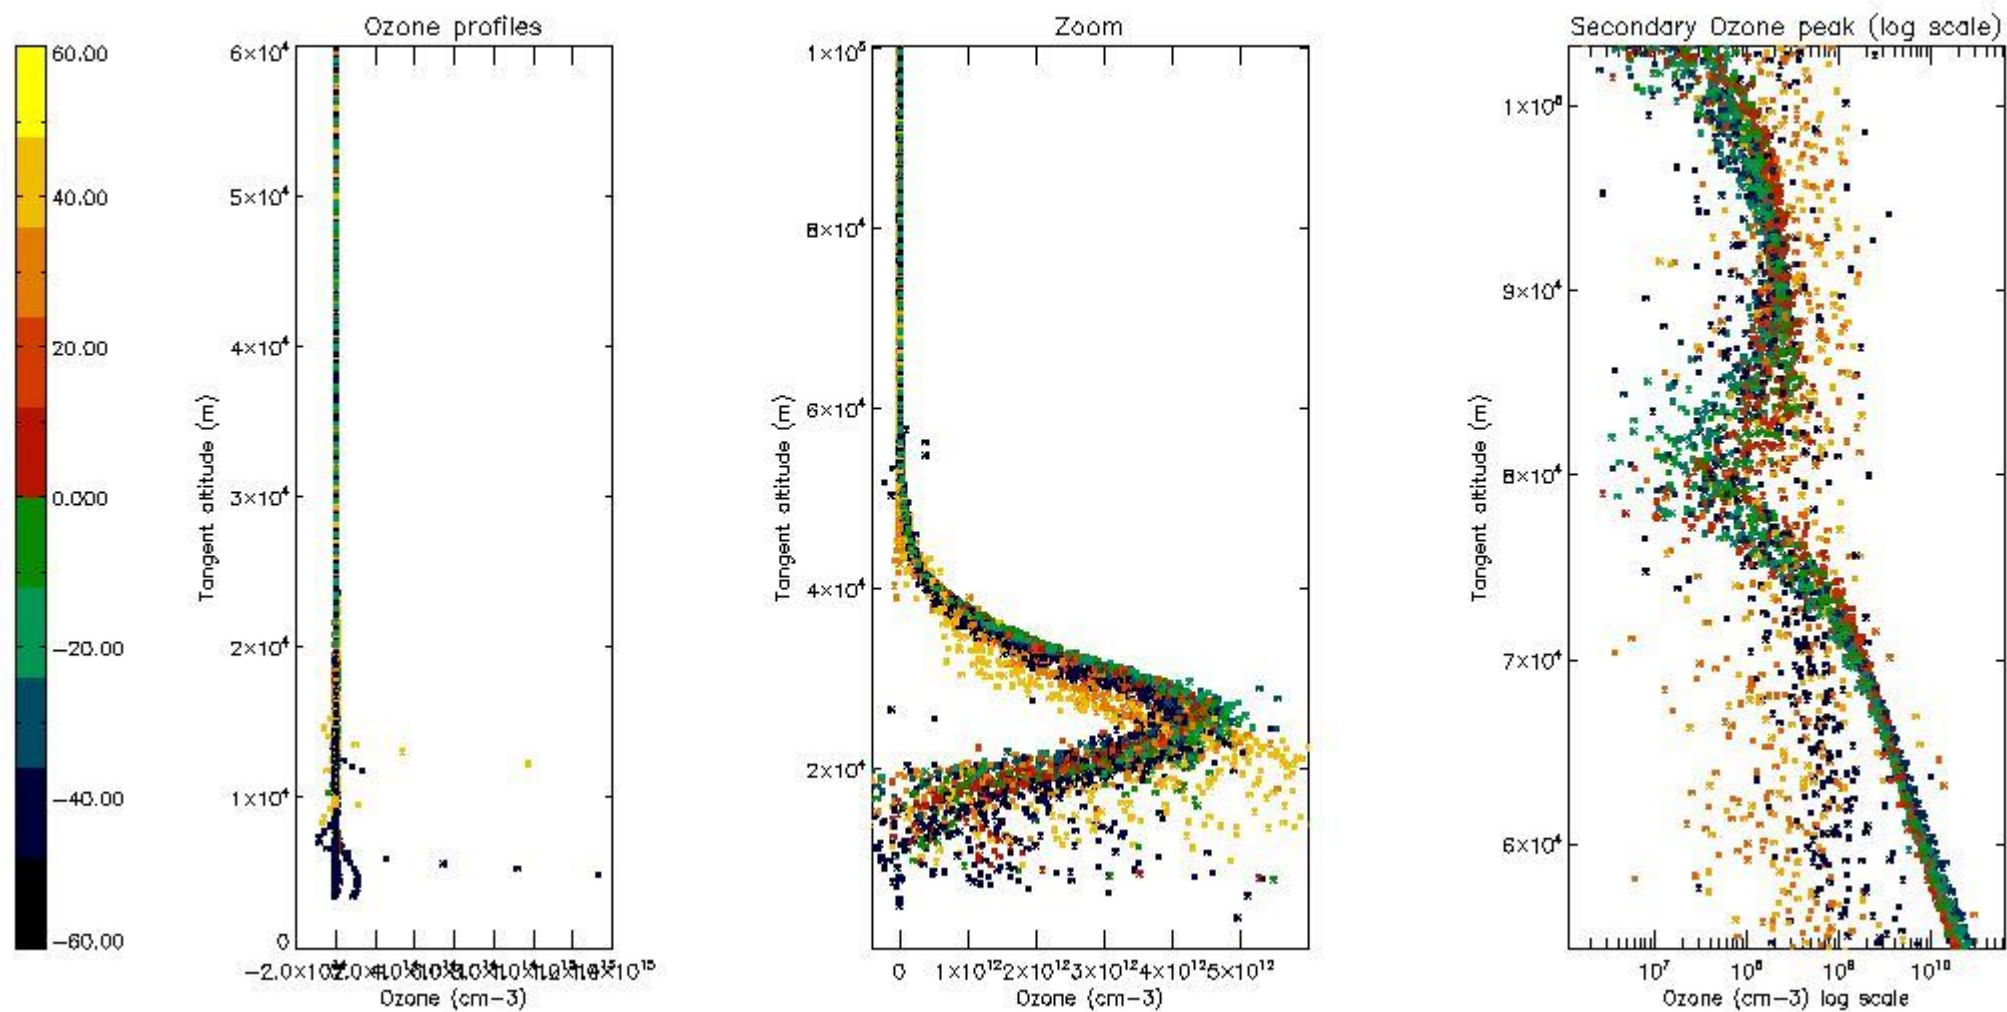 Ozone profiles
Zoom
Secondary Ozone peak (log scale)
60.00
40.00
20.00
−20.00
−40.00
−60.00
6×10⁴
5×10⁴
4×10⁴
3×10⁴
2×10⁴
1×10⁴
0
Tangent altitude (m)
Ozone (cm−3)
1×10⁵
8×10⁴
6×10⁴
4×10⁴
2×10⁴
Tangent altitude (m)
0 1×10¹² 2×10¹² 3×10¹² 4×10¹² 5×10¹²
Ozone (cm−3)
9×10⁴
8×10⁴
7×10⁴
6×10⁴
Tangent altitude (m)
10⁷ 10⁸ 10⁹ 10¹⁰
Ozone (cm−3) log scale